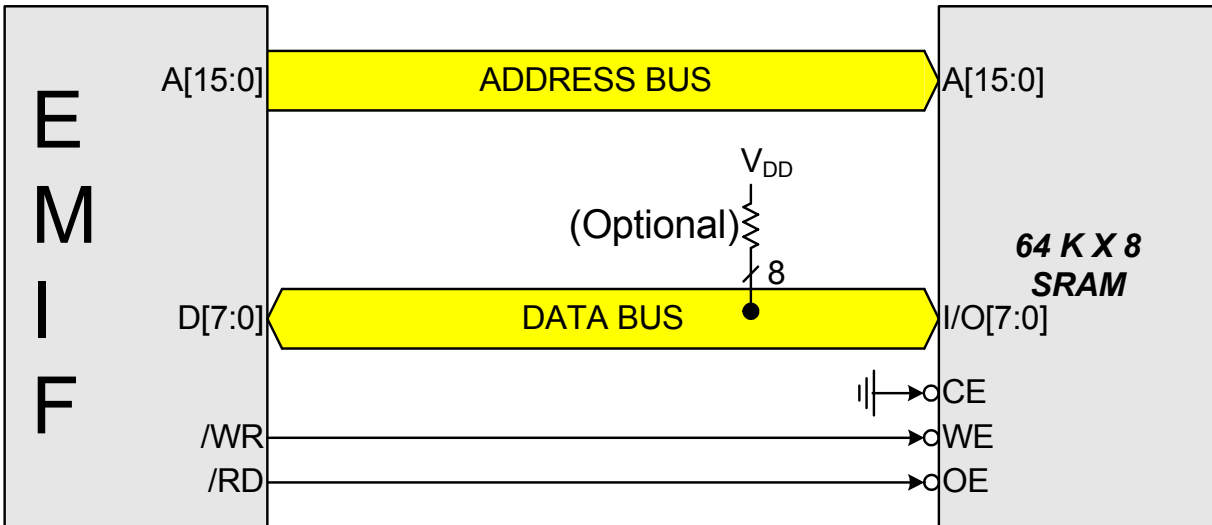 EMIF
A[15:0]
ADDRESS BUS
A[15:0]
VDD
(Optional)
8
64 K X 8
SRAM
D[7:0]
DATA BUS
I/O[7:0]
CE
/WR
WE
/RD
OE